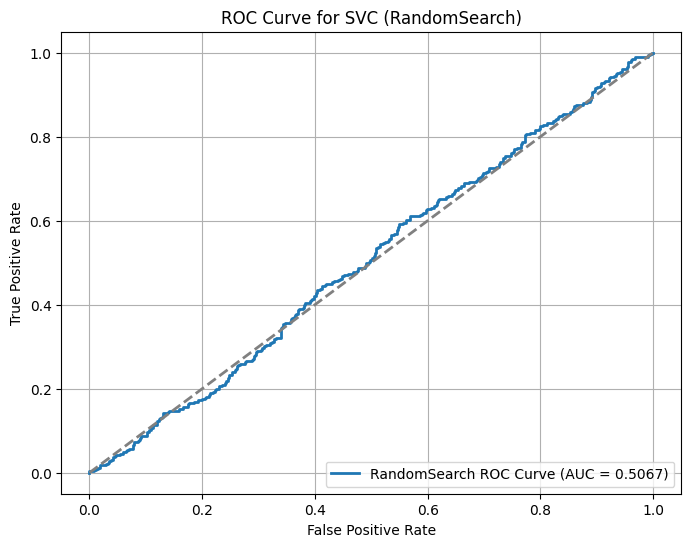 ROC Curve for SVC (RandomSearch)
True Positive Rate
1.0
0.8
0.6
0.4
0.2
0.0
RandomSearch ROC Curve (AUC = 0.5067)
0.0 0.2 0.4 0.6 0.8 1.0
False Positive Rate